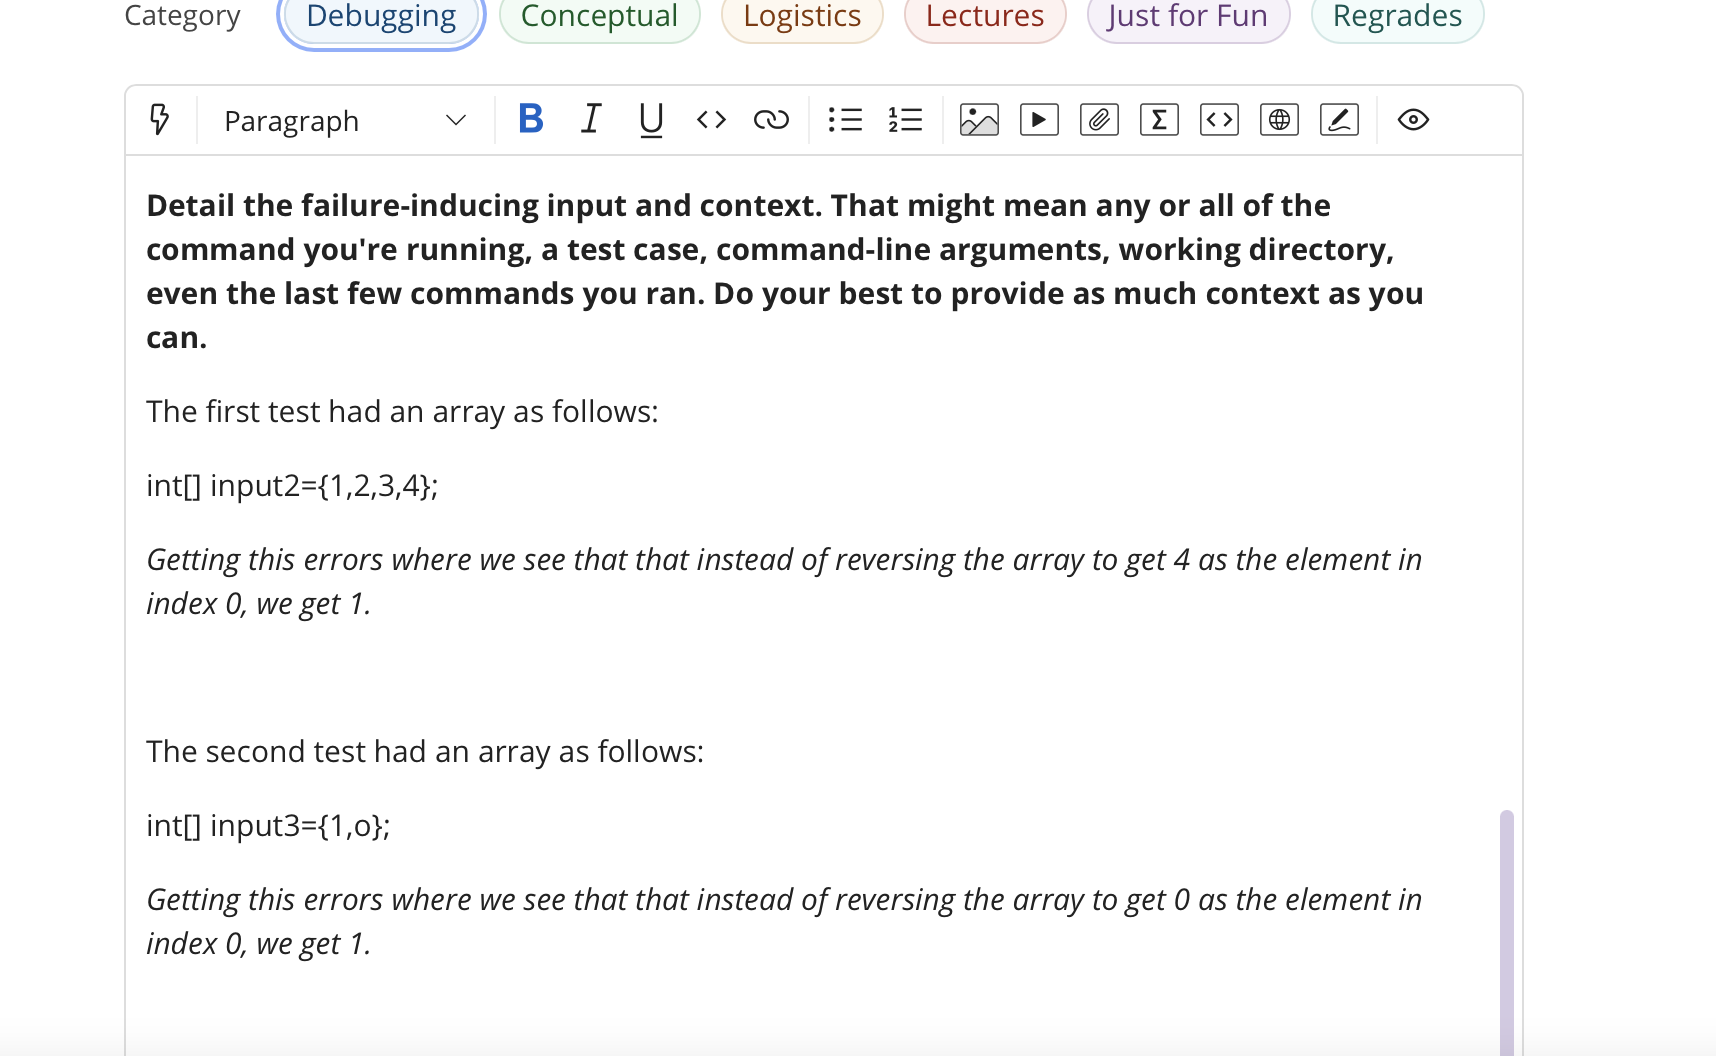 Category Debugging Conceptual Logistics Lectures Just for Fun Regrades
Paragraph B I U
Detail the failure-inducing input and context. That might mean any or all of the
command you're running, a test case, command-line arguments, working directory,
even the last few commands you ran. Do your best to provide as much context as you
can.
The first test had an array as follows:
int[] input2={1,2,3,4};
Getting this errors where we see that that instead of reversing the array to get 4 as the element in
index 0, we get 1.
The second test had an array as follows:
int[] input3={1,o};
Getting this errors where we see that that instead of reversing the array to get 0 as the element in
index 0, we get 1.